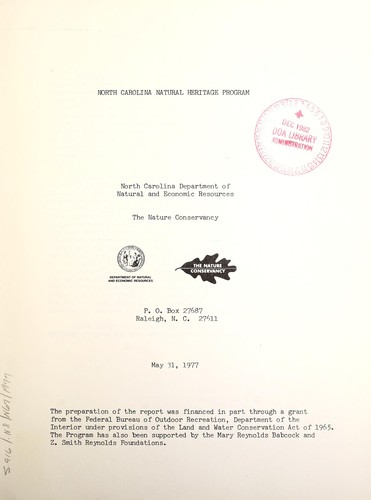 NORTH CAROLINA NATURAL HERITAGE PROGRAM
DEC 1982
DOA LIBRARY
North Carolina Department of
Natural and Economic Resources
The Nature Conservancy
THE NATURE
CONSERVANCY
DEPARTMENT OF NATURAL
AND ECONOMIC RESOURCES
P. O. Box 27687
Raleigh, N. C. 27611
May 31, 1977
The preparation of the report was financed in part through a grant
from the Federal Bureau of Outdoor Recreation, Department of the
Interior under provisions of the Land and Water Conservation Act of 1965.
The Program has also been supported by the Mary Reynolds Babcock and
Z. Smith Reynolds Foundations.